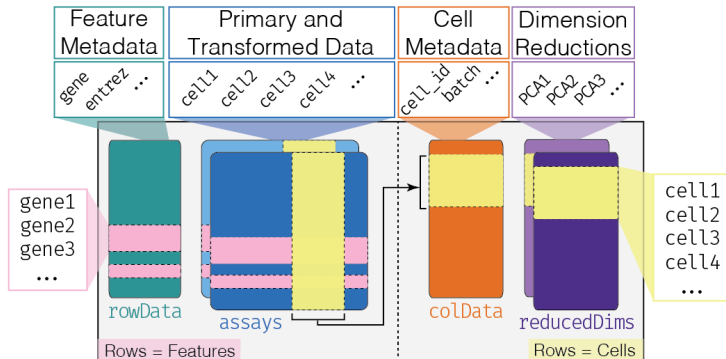 Feature
Metadata
Primary and
Transformed Data
Cell
Metadata
Dimension
Reductions
gene
entrez
...
cell1
cell2
cell3
cell4
...
cell_id
batch
...
PCA1
PCA2
PCA3
...
gene1
gene2
gene3
...
cell1
cell2
cell3
cell4
...
rowData
assays
colData
reducedDims
Rows = Features
Rows = Cells